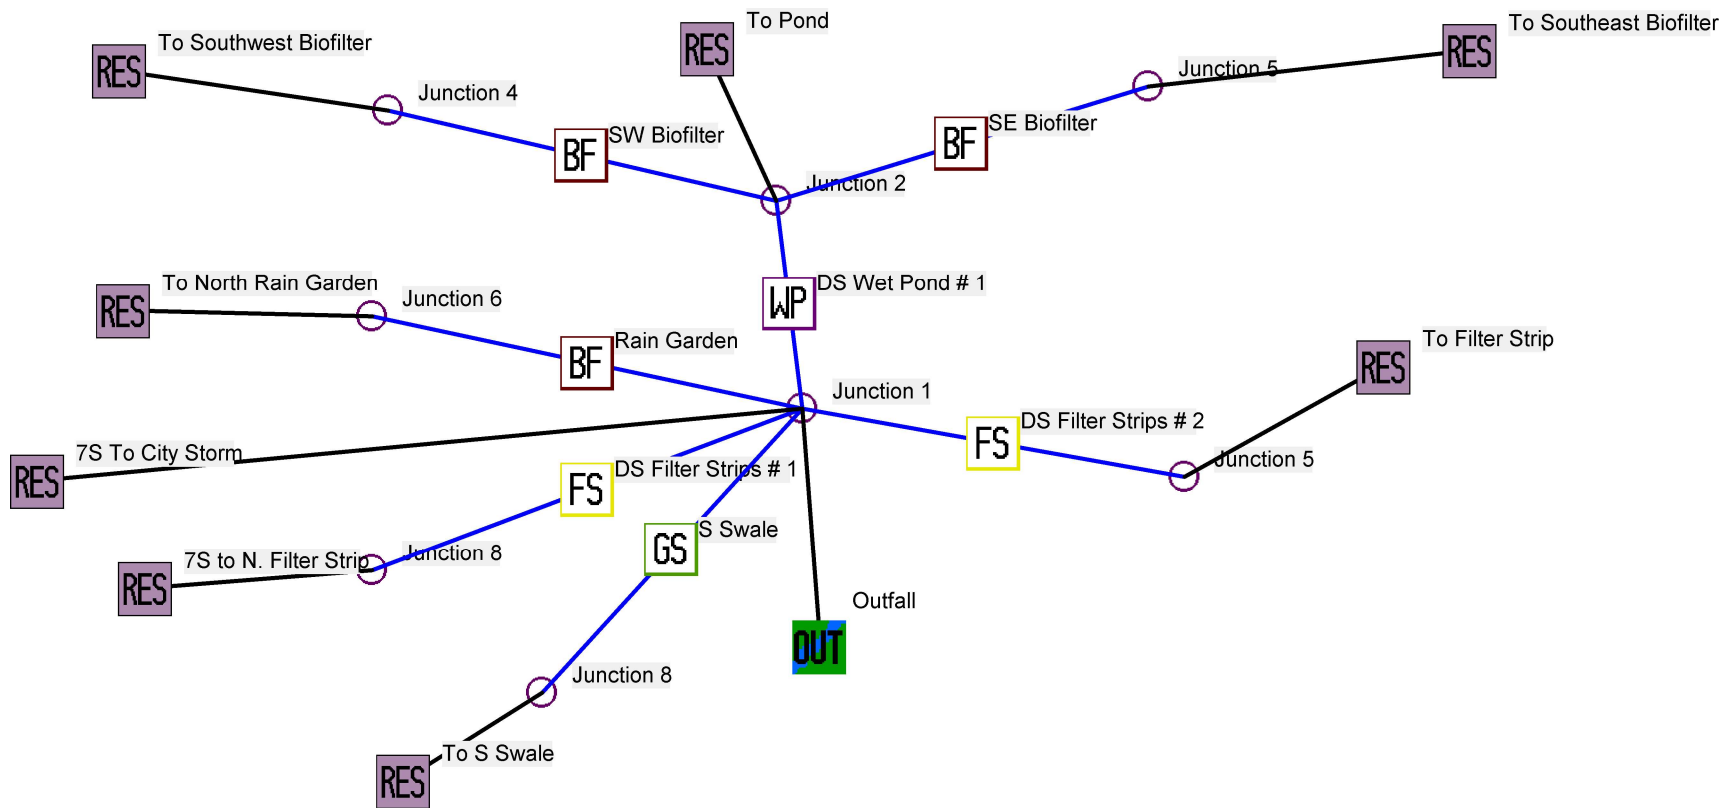 To Pond
RES
To Southeast Biofilter
RES
To Southwest Biofilter
RES
Junction 5
Junction 4
SE Biofilter
BF
SW Biofilter
BF
Junction 2
To North Rain Garden
RES
Junction 6
DS Wet Pond # 1
WP
Rain Garden
BF
To Filter Strip
RES
Junction 1
DS Filter Strips # 2
FS
Junction 5
7S To City Storm
RES
DS Filter Strips # 1
FS
S Swale
GS
7S to N. Filter Strip
RES
Junction 8
Outfall
OUT
Junction 8
To S Swale
RES